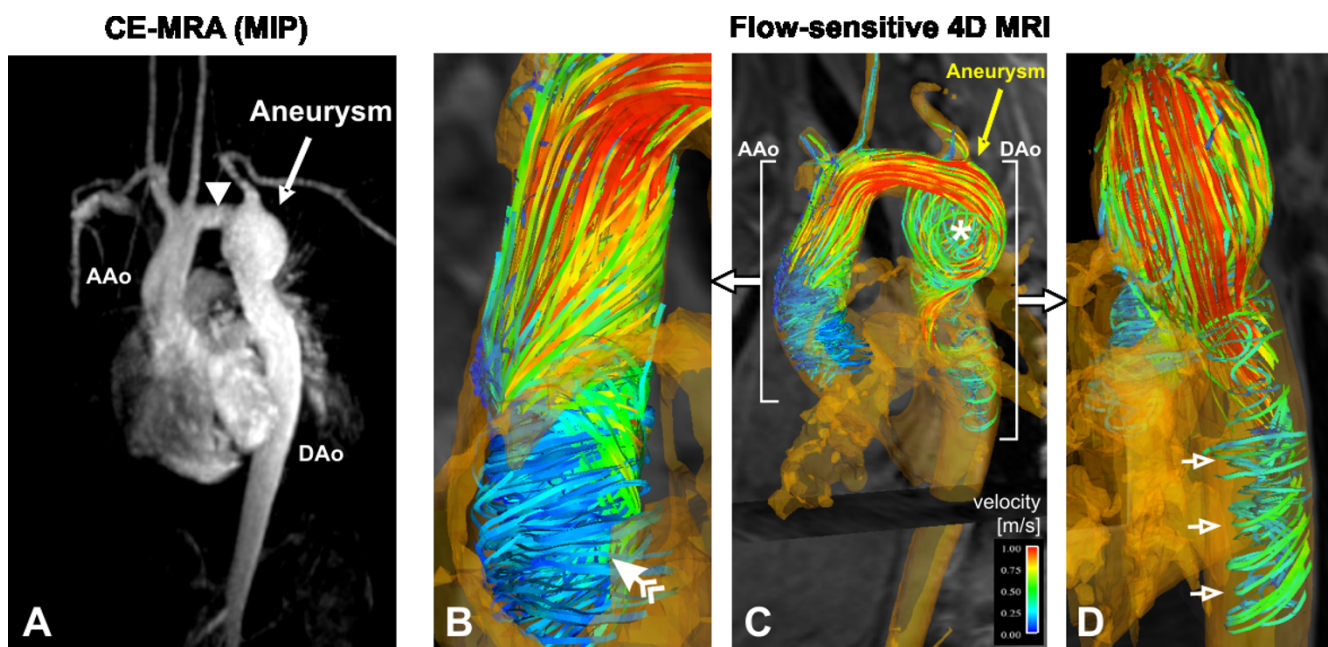 CE-MRA (MIP)
Flow-sensitive 4D MRI
Aneurysm
AAo
DAo
A
B
Aneurysm
AAo
DAo
*
velocity
[m/s]
1.00
0.75
0.50
0.25
0.00
C
D